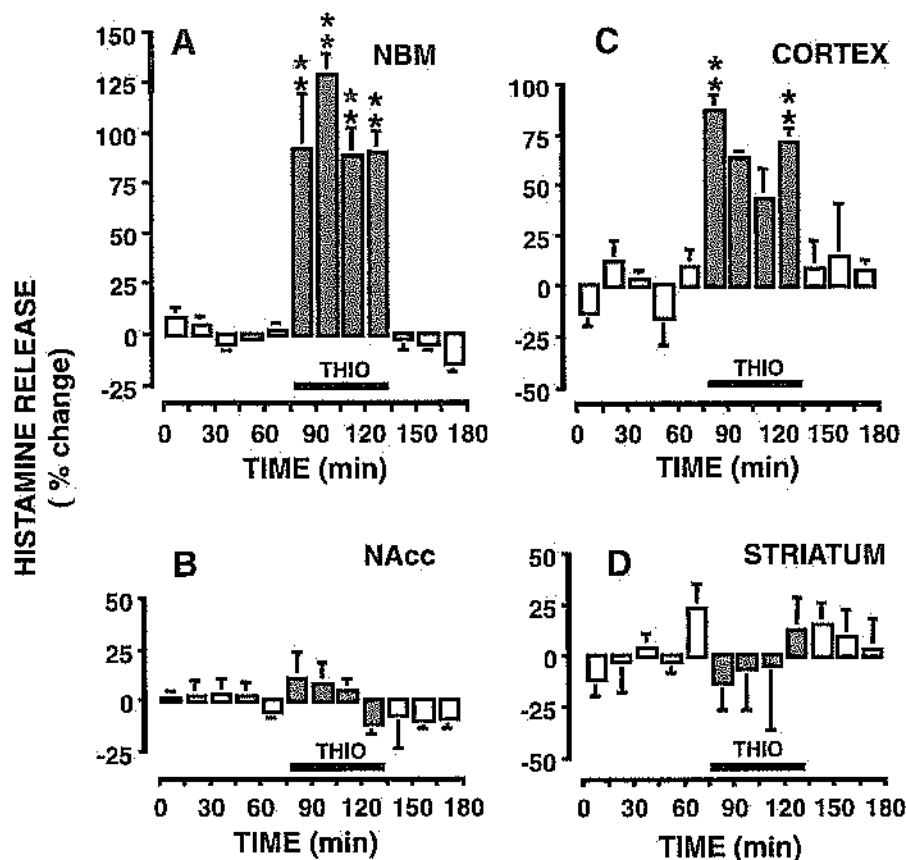 HISTAMINE RELEASE
( % change)
A
NBM
150
125
100
75
50
25
0
-25
**
**
**
**
THIO
0 30 60 90 120 150 180
TIME (min)
C
CORTEX
100
75
50
25
0
-25
-50
**
**
THIO
0 30 60 90 120 150 180
TIME (min)
B
NAcc
50
25
0
-25
THIO
0 30 60 90 120 150 180
TIME (min)
D
STRIATUM
50
25
0
-25
-50
THIO
0 30 60 90 120 150 180
TIME (min)